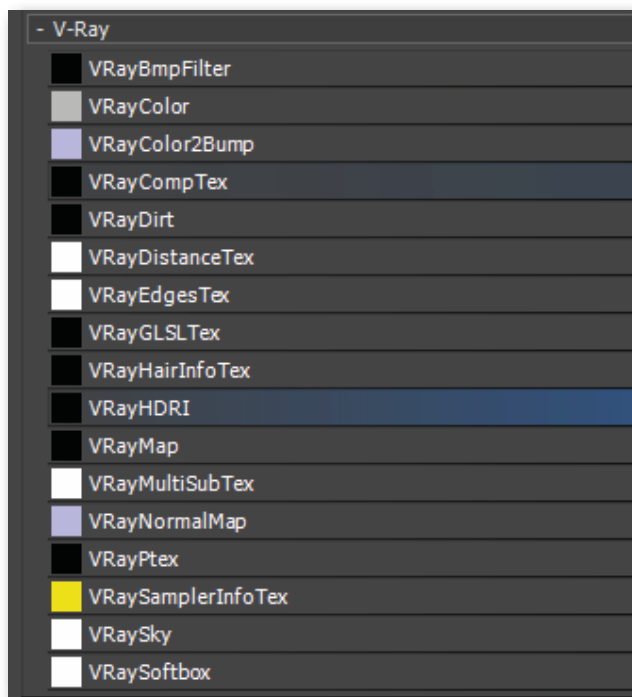 - V-Ray
VRayBmpFilter
VRayColor
VRayColor2Bump
VRayCompTex
VRayDirt
VRayDistanceTex
VRayEdgesTex
VRayGLSLTex
VRayHairInfoTex
VRayHDRI
VRayMap
VRayMultiSubTex
VRayNormalMap
VRayPtex
VRaySamplerInfoTex
VRaySky
VRaySoftbox